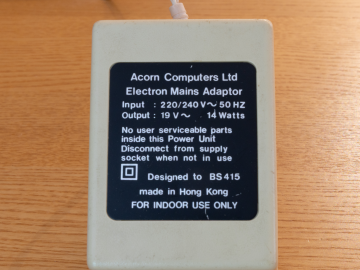 Acorn Computers Ltd
Electron Mains Adaptor
Input : 220/240 V~ 50 HZ
Output : 19 V~ 14 Watts
No user serviceable parts
inside this Power Unit
Disconnect from supply
socket when not in use
Designed to BS 415
made in Hong Kong
FOR INDOOR USE ONLY